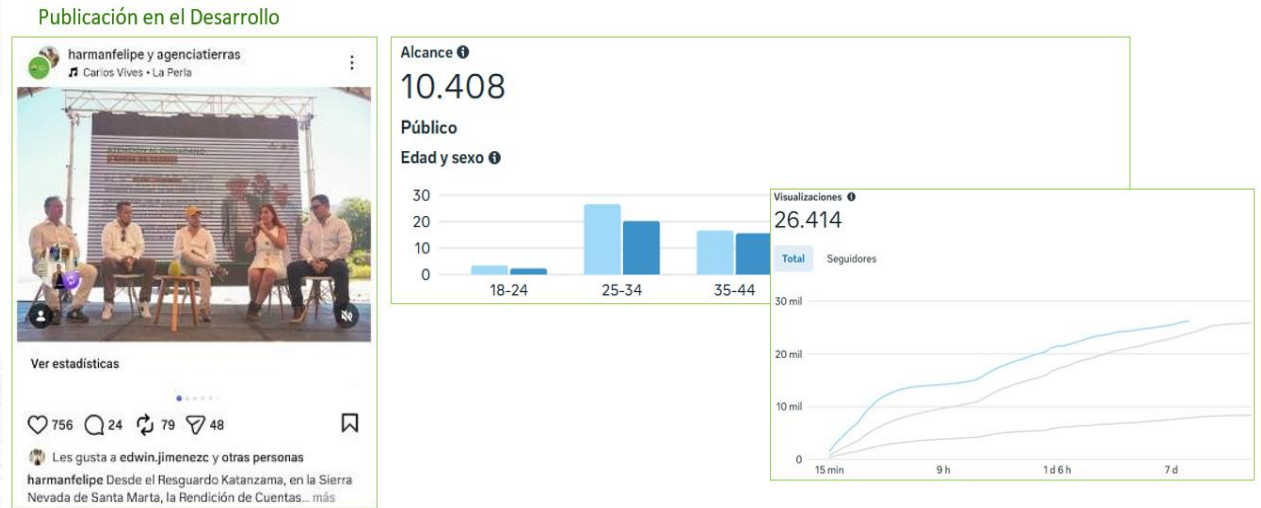 Publicación en el Desarrollo
harmanfelipe y agenciatierras
Carlos Vives • La Perla
ATENCIÓN AL CIUDADANO
Ver estadísticas
756 24 79 48
Les gusta a edwin.jimenezc y otras personas
harmanfelipe Desde el Resguardo Katanzama, en la Sierra
Nevada de Santa Marta, la Rendición de Cuentas... más
Alcance
10.408
Público
Edad y sexo
30
20
10
0
18-24 25-34 35-44
Visualizaciones
26.414
Total Seguidores
30 mil
20 mil
10 mil
0
15 min 9 h 1 d 6 h 7 d